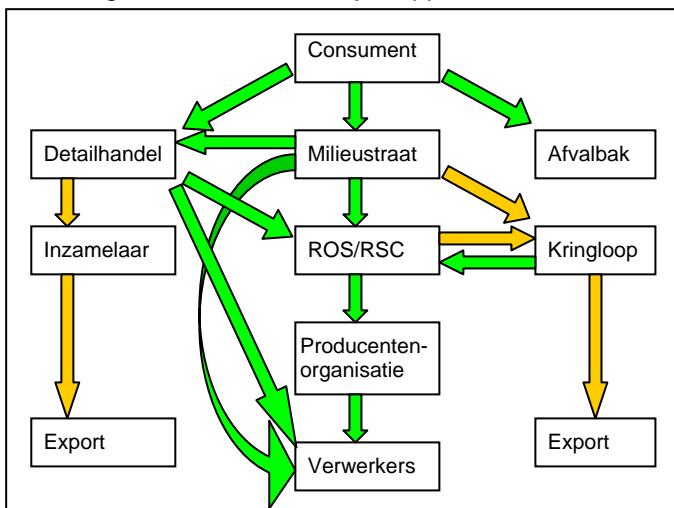 Consument
Detailhandel
Milieustraat
Afvalbak
Inzamelaar
ROS/RSC
Kringloop
Producenten-
organisatie
Export
Verwerkers
Export